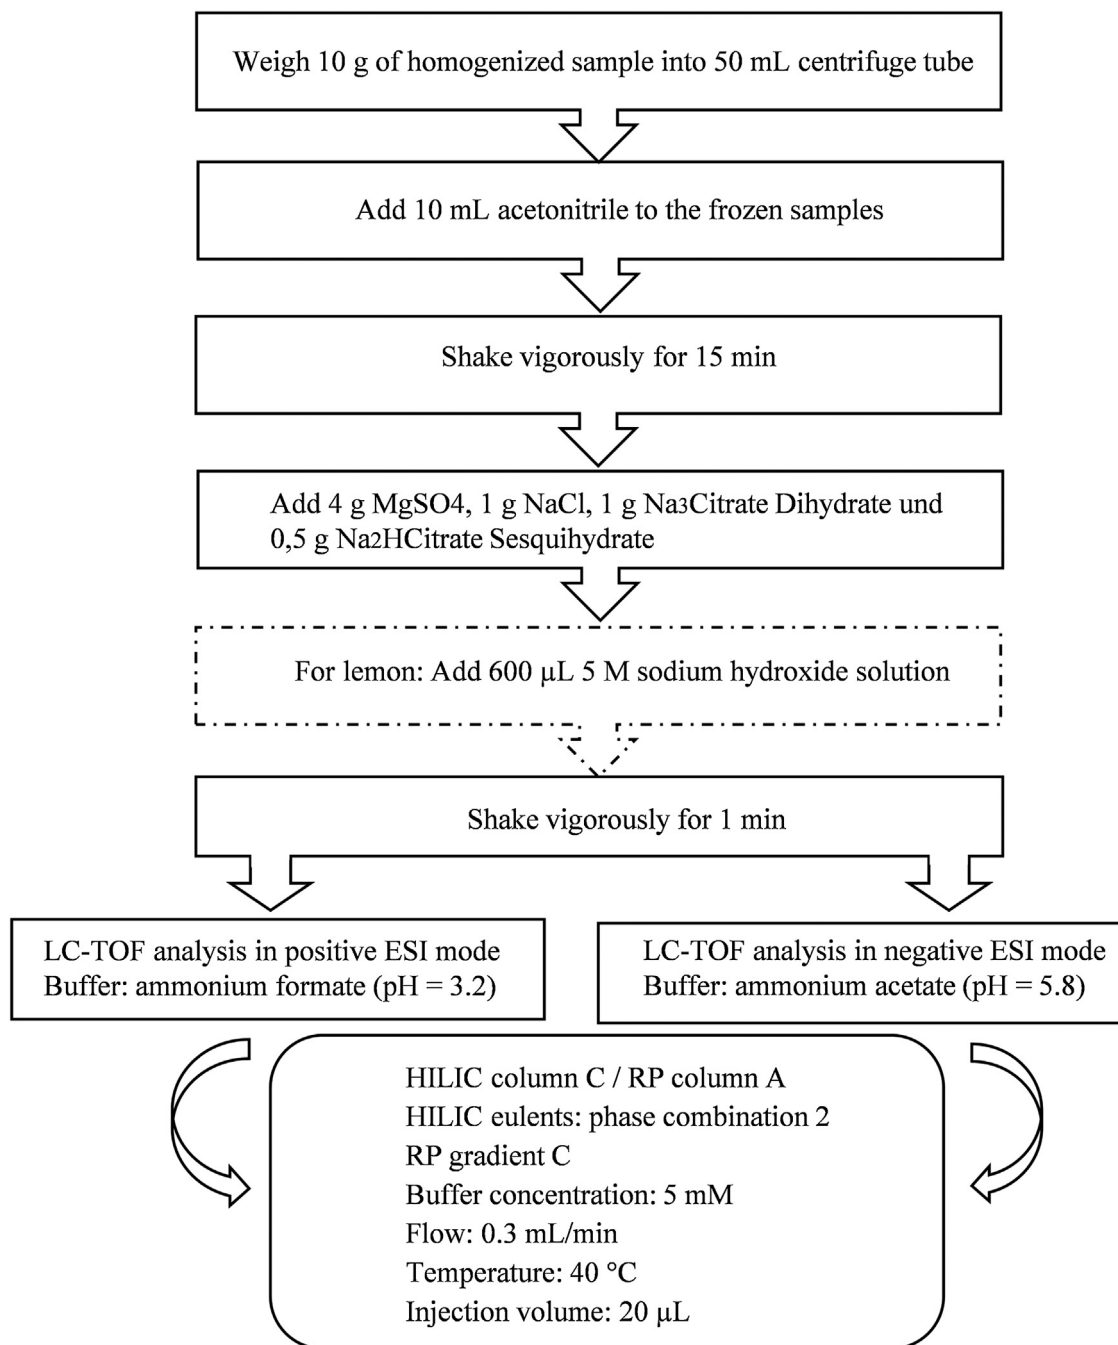 Weigh 10 g of homogenized sample into 50 mL centrifuge tube
Add 10 mL acetonitrile to the frozen samples
Shake vigorously for 15 min
Add 4 g MgSO4, 1 g NaCl, 1 g Na3Citrate Dihydrate und
0,5 g Na2HCitrate Sesquihydrate
For lemon: Add 600 μL 5 M sodium hydroxide solution
Shake vigorously for 1 min
LC-TOF analysis in positive ESI mode
Buffer: ammonium formate (pH = 3.2)
LC-TOF analysis in negative ESI mode
Buffer: ammonium acetate (pH = 5.8)
HILIC column C / RP column A
HILIC eulents: phase combination 2
RP gradient C
Buffer concentration: 5 mM
Flow: 0.3 mL/min
Temperature: 40 °C
Injection volume: 20 μL